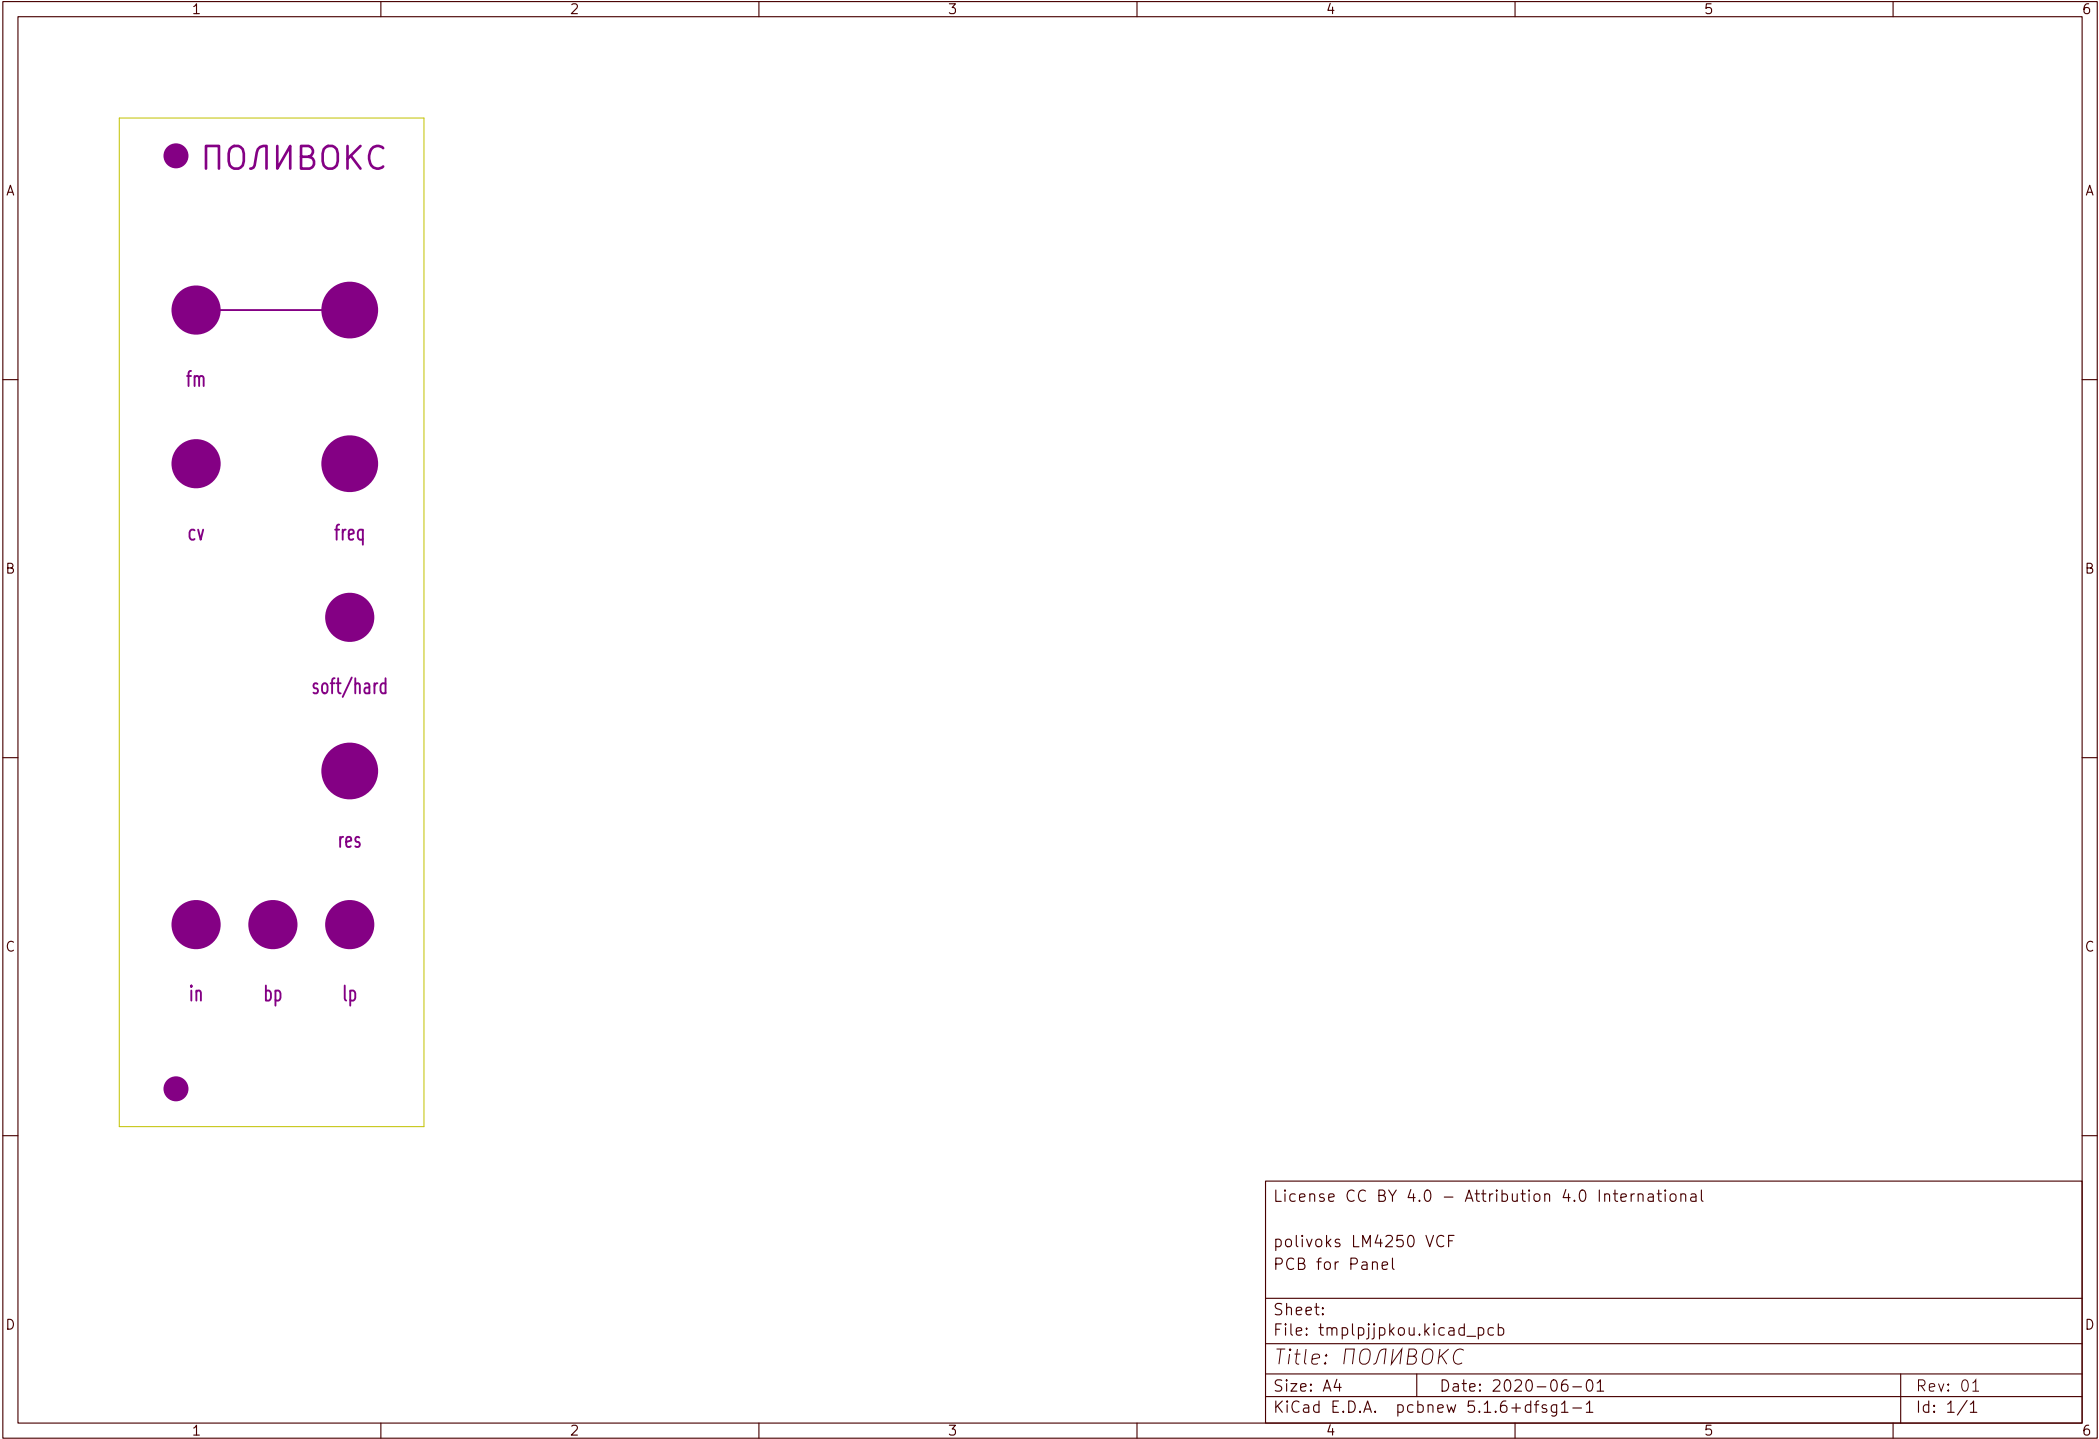 1 2 3 4 5 6
ПОЛИВОКС
A A
fm
cv freq
B B
soft/hard
res
C C
in bp lp
License CC BY 4.0 – Attribution 4.0 International
polivoks LM4250 VCF
PCB for Panel
Sheet:
File: tmplpjjpkou.kicad_pcb
D D
Title: ПОЛИВОКС
Size: A4 Date: 2020-06-01 Rev: 01
KiCad E.D.A. pcbnew 5.1.6+dfsg1-1 Id: 1/1
1 2 3 4 5 6